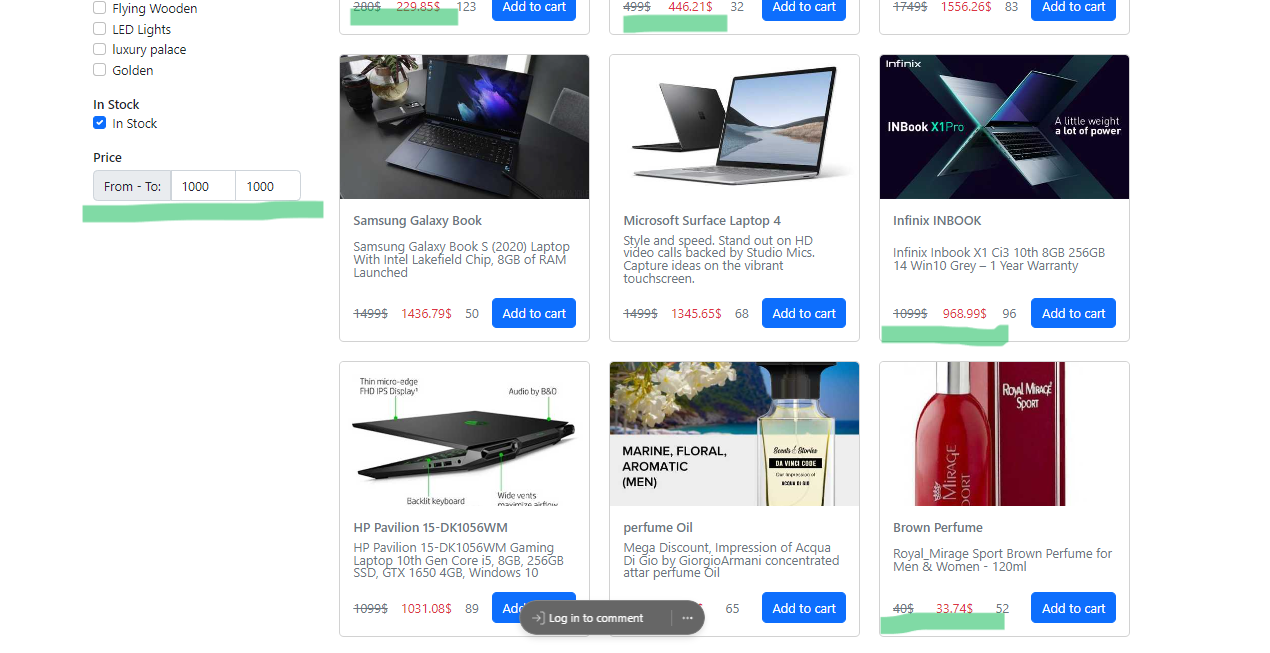 Flying Wooden
LED Lights
luxury palace
Golden
In Stock
In Stock
Price
From - To: 1000 1000
280$ 229.85$ 123 Add to cart
499$ 446.21$ 32 Add to cart
1749$ 1556.26$ 83 Add to cart
Samsung Galaxy Book
Samsung Galaxy Book S (2020) Laptop
With Intel Lakefield Chip, 8GB of RAM
Launched
1499$ 1436.79$ 50 Add to cart
Microsoft Surface Laptop 4
Style and speed. Stand out on HD
video calls backed by Studio Mics.
Capture ideas on the vibrant
touchscreen.
1499$ 1345.65$ 68 Add to cart
Infinix
INBook X1Pro
A little weight
a lot of power
Infinix INBOOK
Infinix Inbook X1 Ci3 10th 8GB 256GB
14 Win10 Grey – 1 Year Warranty
1099$ 968.99$ 96 Add to cart
Thin micro-edge
FHD IPS Display¹
Audio by B&O
Backlit keyboard
Wide vents
maximize airflow
HP Pavilion 15-DK1056WM
HP Pavilion 15-DK1056WM Gaming
Laptop 10th Gen Core i5, 8GB, 256GB
SSD, GTX 1650 4GB, Windows 10
1099$ 1031.08$ 89
MARINE, FLORAL,
AROMATIC
(MEN)
Scents & Stories
DA VINCI CODE
Our Impression of
ACQUA DI GIO
perfume Oil
Mega Discount, Impression of Acqua
Di Gio by GiorgioArmani concentrated
attar perfume Oil
65 Add to cart
ROYAL MIRAGE
SPORT
MIRAGE
Brown Perfume
Royal_Mirage Sport Brown Perfume for
Men & Women - 120ml
40$ 33.74$ 52 Add to cart
Log in to comment